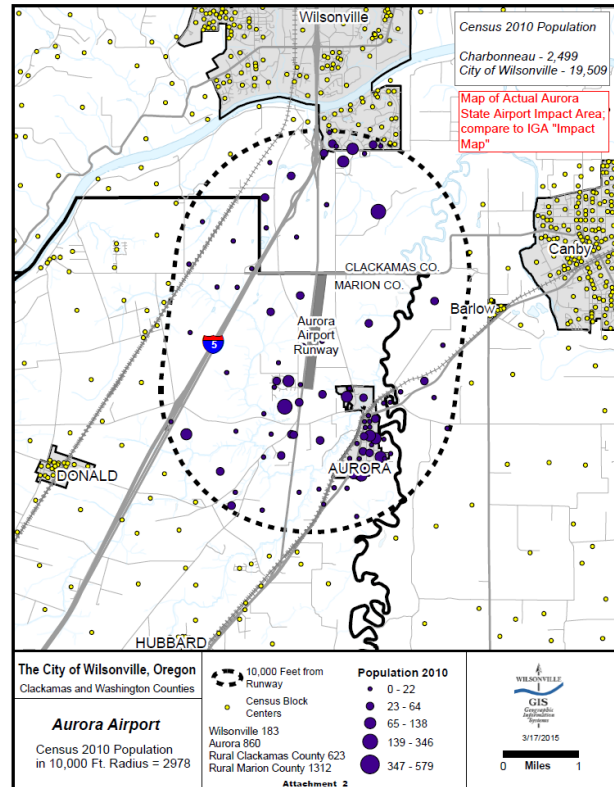 Wilsonville
Census 2010 Population
Charbonneau - 2,499
City of Wilsonville - 19,509
Map of Actual Aurora
State Airport Impact Area;
compare to IGA "Impact
Map"
Canby
CLACKAMAS CO.
MARION CO.
Barlow
Aurora
Airport
Runway
5
AURORA
DONALD
HUBBARD
The City of Wilsonville, Oregon
Clackamas and Washington Counties
Aurora Airport
Census 2010 Population
in 10,000 Ft. Radius = 2978
10,000 Feet from
Runway
Census Block
Centers
Wilsonville 183
Aurora 860
Rural Clackamas County 623
Rural Marion County 1312
Attachment 2
Population 2010
0 - 22
23 - 64
65 - 138
139 - 346
347 - 579
WILSONVILLE
GIS
Geographic
Information
Systems
3/17/2015
0 Miles 1